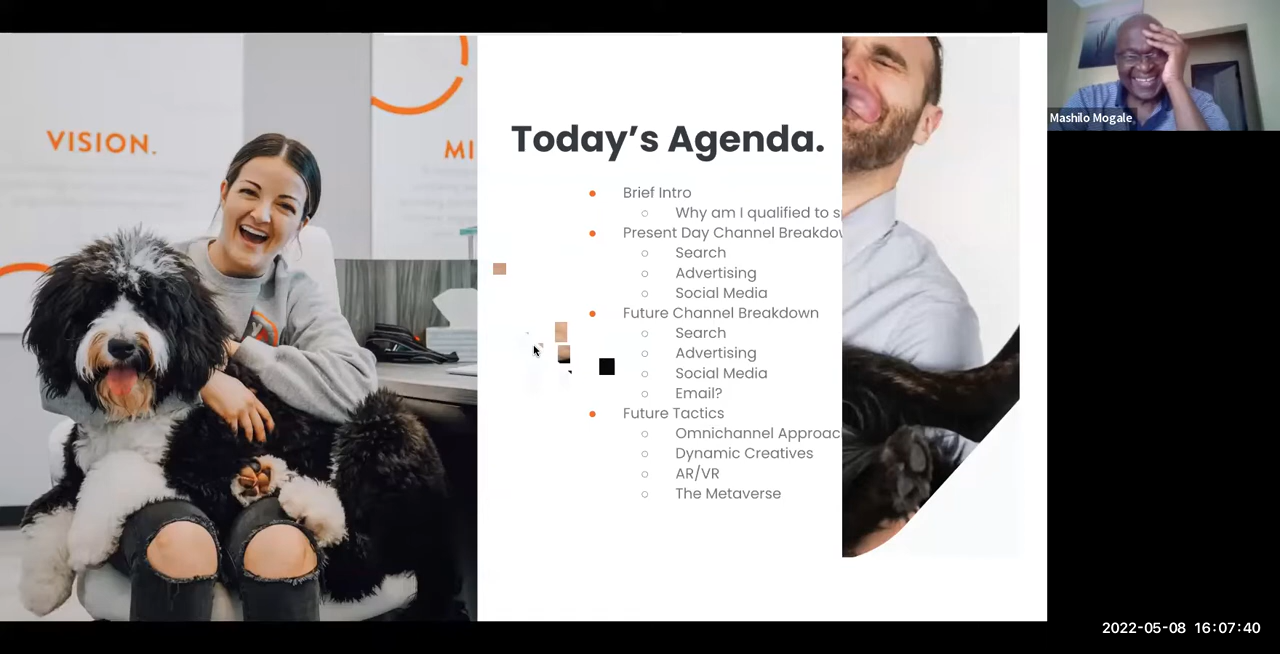 VISION.
MI
Today's Agenda.
● Brief Intro
○ Why am I qualified to s
● Present Day Channel Breakdow
○ Search
○ Advertising
○ Social Media
● Future Channel Breakdown
○ Search
○ Advertising
○ Social Media
○ Email?
● Future Tactics
○ Omnichannel Approac
○ Dynamic Creatives
○ AR/VR
○ The Metaverse
Mashilo Mogale
2022-05-08 16:07:40